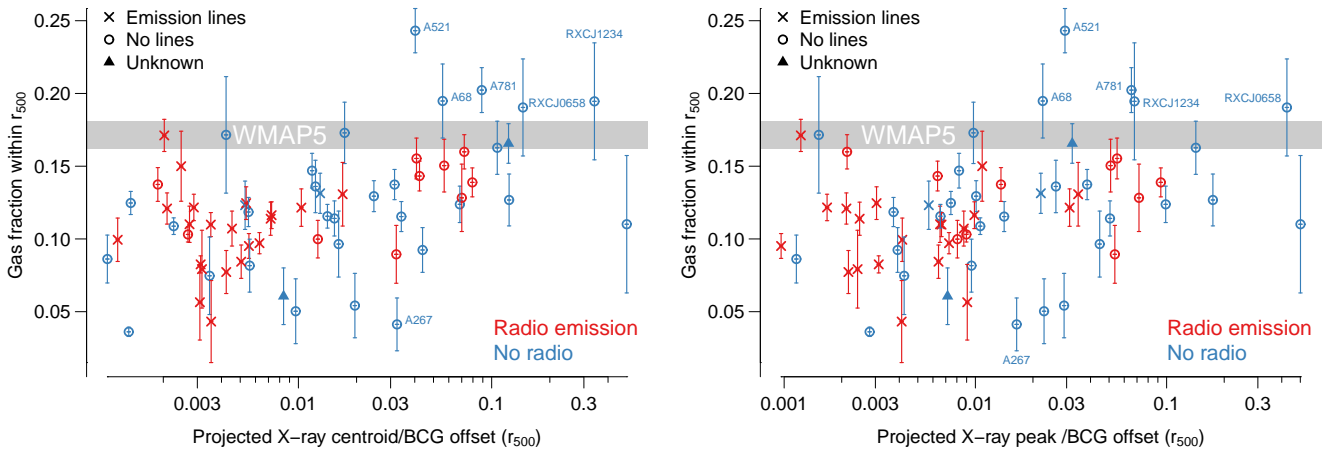 0.25
0.20
0.15
0.10
0.05
Gas fraction within r500
Emission lines
No lines
Unknown
A521
RXCJ1234
A781
A68
RXCJ0658
WMAP5
A267
Radio emission
No radio
0.003 0.01 0.03 0.1 0.3
Projected X−ray centroid/BCG offset (r500)
0.25
0.20
0.15
0.10
0.05
Gas fraction within r500
Emission lines
No lines
Unknown
A521
A781
RXCJ0658
A68
RXCJ1234
WMAP5
Radio emission
No radio
A267
0.001 0.003 0.01 0.03 0.1 0.3
Projected X−ray peak /BCG offset (r500)